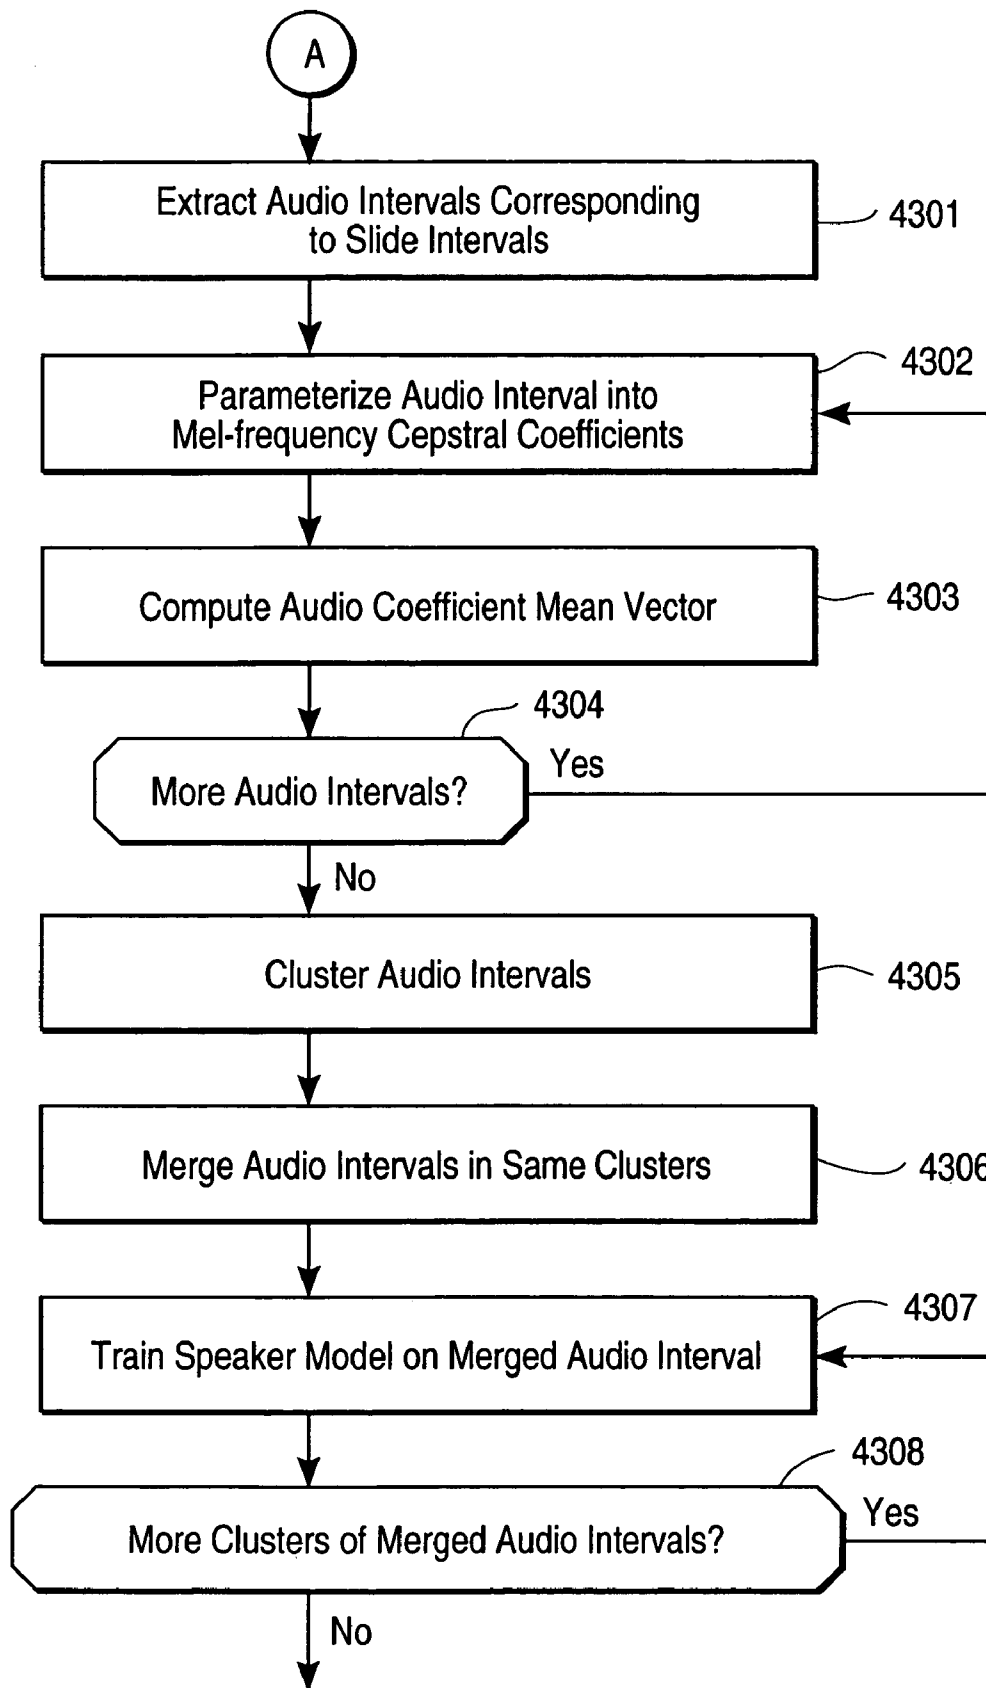 A
Extract Audio Intervals Corresponding
to Slide Intervals
4301
4302
Parameterize Audio Interval into
Mel-frequency Cepstral Coefficients
Compute Audio Coefficient Mean Vector
4303
4304
More Audio Intervals?
Yes
No
Cluster Audio Intervals
4305
Merge Audio Intervals in Same Clusters
4306
4307
Train Speaker Model on Merged Audio Interval
4308
More Clusters of Merged Audio Intervals?
Yes
No